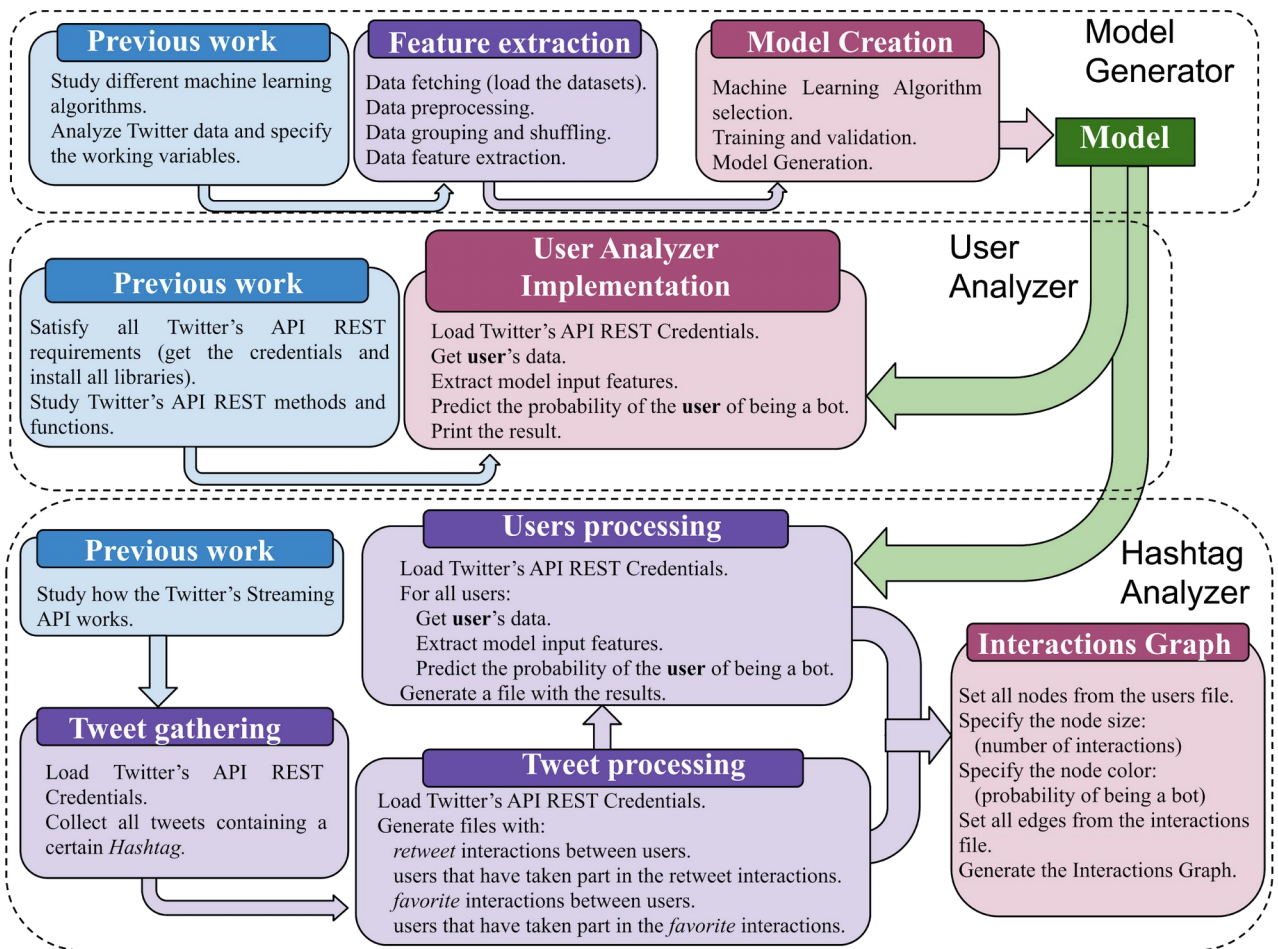 Model
Generator
Previous work
Study different machine learning
algorithms.
Analyze Twitter data and specify
the working variables.
Feature extraction
Data fetching (load the datasets).
Data preprocessing.
Data grouping and shuffling.
Data feature extraction.
Model Creation
Machine Learning Algorithm
selection.
Training and validation.
Model Generation.
Model
User
Analyzer
Previous work
Satisfy all Twitter's API REST
requirements (get the credentials and
install all libraries).
Study Twitter's API REST methods and
functions.
User Analyzer
Implementation
Load Twitter's API REST Credentials.
Get user's data.
Extract model input features.
Predict the probability of the user of being a bot.
Print the result.
Hashtag
Analyzer
Previous work
Study how the Twitter's Streaming
API works.
Tweet gathering
Load Twitter's API REST
Credentials.
Collect all tweets containing a
certain Hashtag.
Users processing
Load Twitter's API REST Credentials.
For all users:
Get user's data.
Extract model input features.
Predict the probability of the user of being a bot.
Generate a file with the results.
Tweet processing
Load Twitter's API REST Credentials.
Generate files with:
retweet interactions between users.
users that have taken part in the retweet interactions.
favorite interactions between users.
users that have taken part in the favorite interactions.
Interactions Graph
Set all nodes from the users file.
Specify the node size:
(number of interactions)
Specify the node color:
(probability of being a bot)
Set all edges from the interactions
file.
Generate the Interactions Graph.